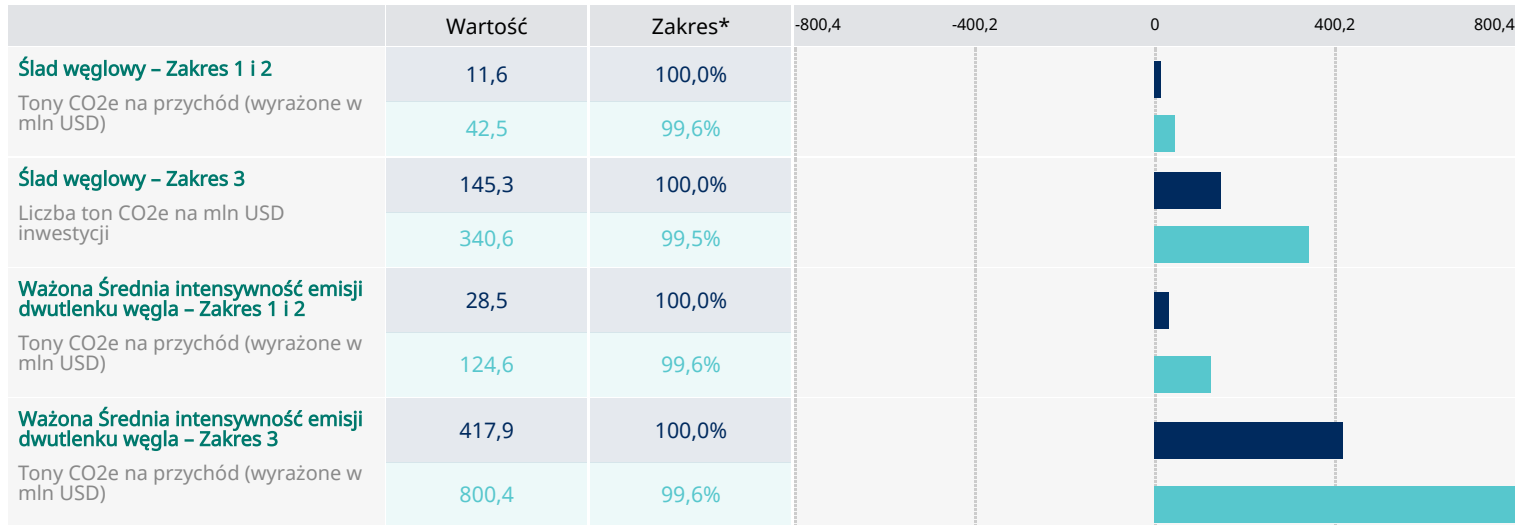 Wartość Zakres* -800,4 -400,2 0 400,2 800,4
Ślad węglowy – Zakres 1 i 2
Tony CO2e na przychód (wyrażone w
mln USD)
11,6 100,0%
42,5 99,6%
Ślad węglowy – Zakres 3
Liczba ton CO2e na mln USD
inwestycji
145,3 100,0%
340,6 99,5%
Ważona Średnia intensywność emisji
dwutlenku węgla – Zakres 1 i 2
Tony CO2e na przychód (wyrażone w
mln USD)
28,5 100,0%
124,6 99,6%
Ważona Średnia intensywność emisji
dwutlenku węgla – Zakres 3
Tony CO2e na przychód (wyrażone w
mln USD)
417,9 100,0%
800,4 99,6%